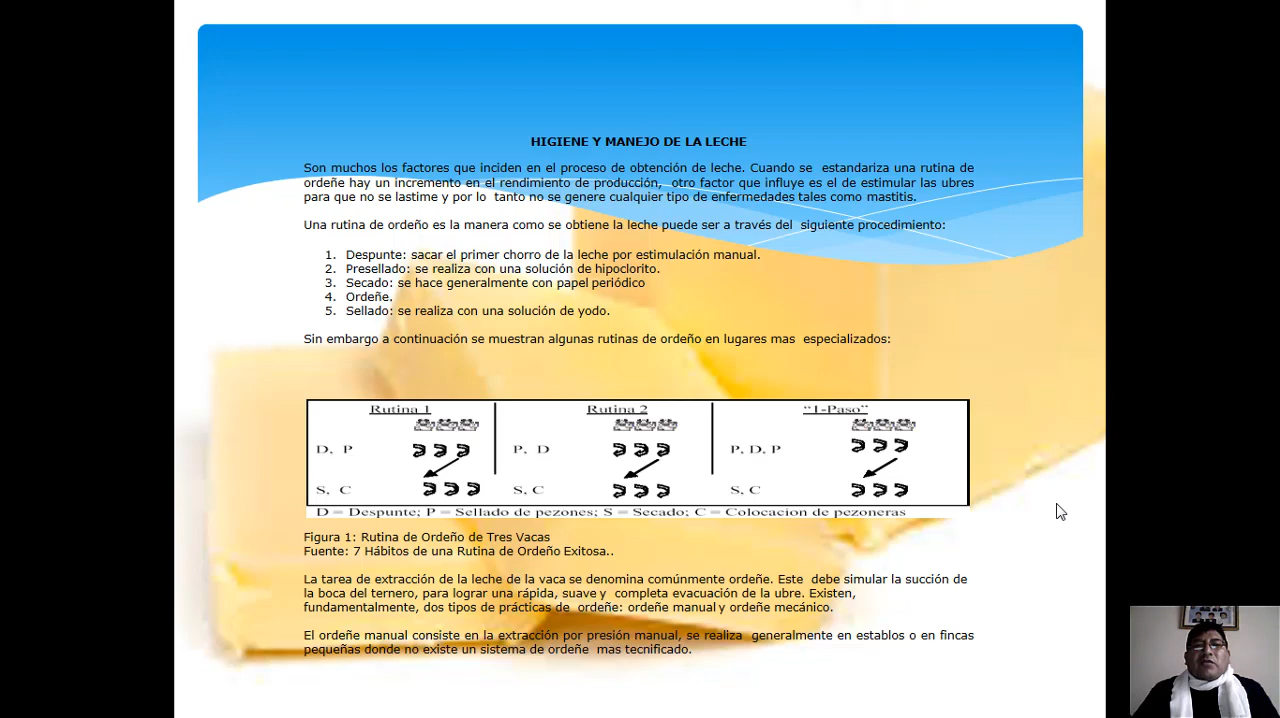 HIGIENE Y MANEJO DE LA LECHE
Son muchos los factores que inciden en el proceso de obtención de leche. Cuando se estandariza una rutina de
ordeñe hay un incremento en el rendimiento de producción, otro factor que influye es el de estimular las ubres
para que no se lastime y por lo tanto no se genere cualquier tipo de enfermedades tales como mastitis.
Una rutina de ordeño es la manera como se obtiene la leche puede ser a través del siguiente procedimiento:
1. Despunte: sacar el primer chorro de la leche por estimulación manual.
2. Presellado: se realiza con una solución de hipoclorito.
3. Secado: se hace generalmente con papel periódico
4. Ordeñe.
5. Sellado: se realiza con una solución de yodo.
Sin embargo a continuación se muestran algunas rutinas de ordeño en lugares mas especializados:
Rutina 1 Rutina 2 "1-Paso"
D, P P, D P, D, P
S, C S, C S, C
D = Despunte; P = Sellado de pezones; S = Secado; C = Colocacion de pezoneras
Figura 1: Rutina de Ordeño de Tres Vacas
Fuente: 7 Hábitos de una Rutina de Ordeño Exitosa..
La tarea de extracción de la leche de la vaca se denomina comúnmente ordeñe. Este debe simular la succión de
la boca del ternero, para lograr una rápida, suave y completa evacuación de la ubre. Existen,
fundamentalmente, dos tipos de prácticas de ordeñe: ordeñe manual y ordeñe mecánico.
El ordeñe manual consiste en la extracción por presión manual, se realiza generalmente en establos o en fincas
pequeñas donde no existe un sistema de ordeñe mas tecnificado.